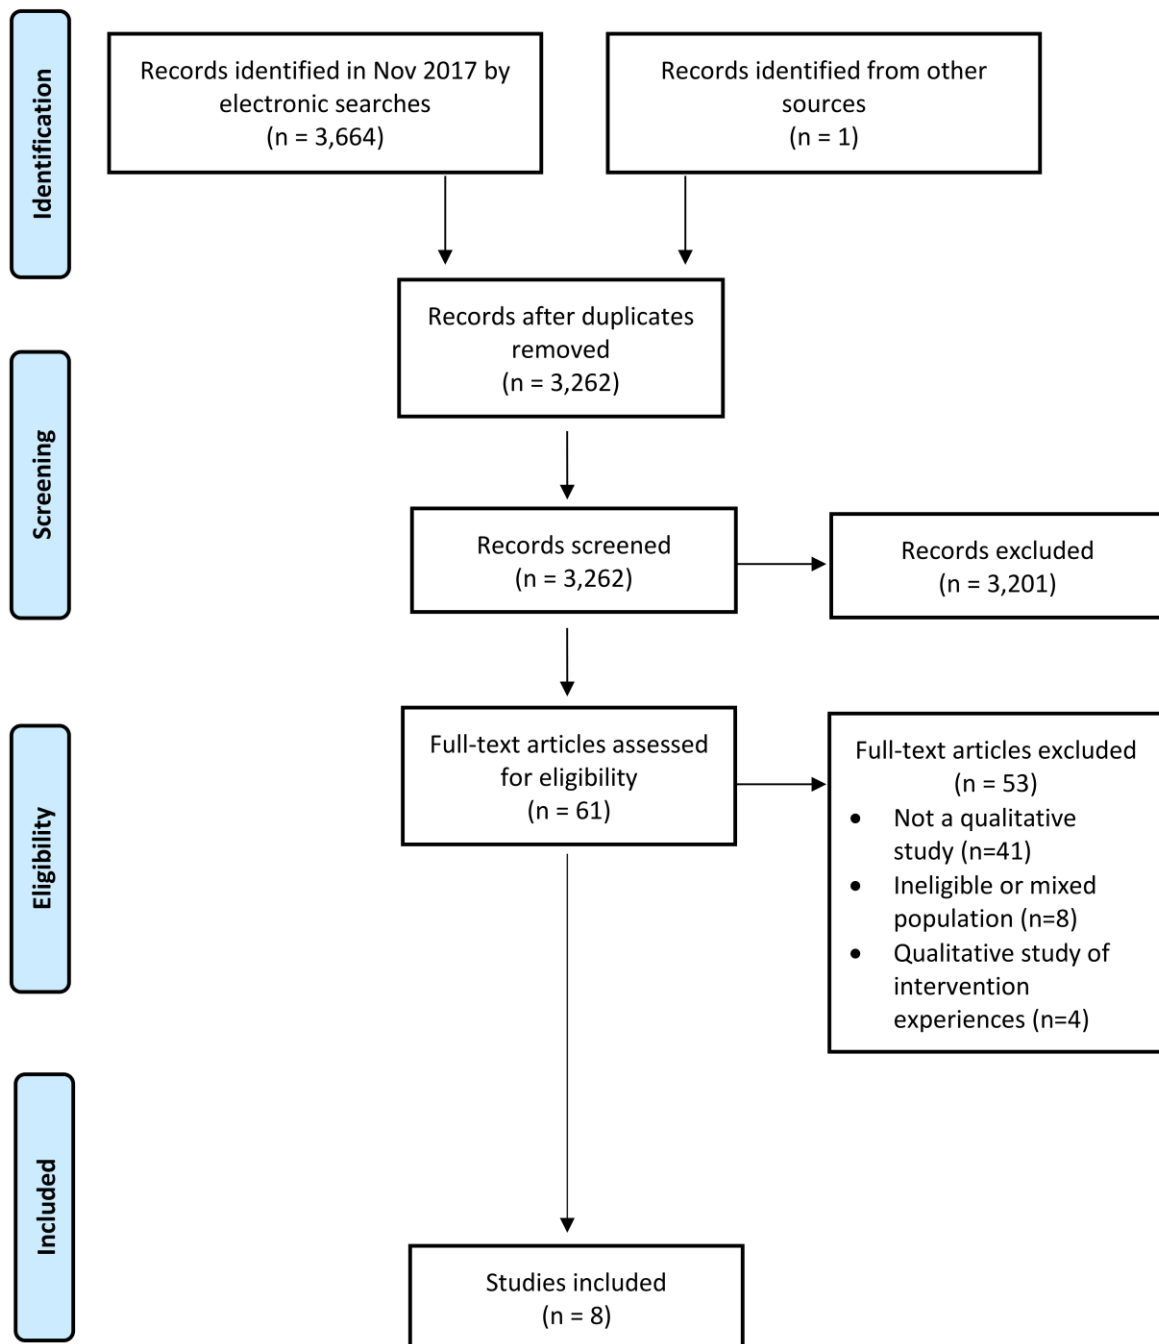 Identification
Records identified in Nov 2017 by
electronic searches
(n = 3,664)
Records identified from other
sources
(n = 1)
Records after duplicates
removed
(n = 3,262)
Screening
Records screened
(n = 3,262)
Records excluded
(n = 3,201)
Eligibility
Full-text articles assessed
for eligibility
(n = 61)
Full-text articles excluded
(n = 53)
• Not a qualitative
study (n=41)
• Ineligible or mixed
population (n=8)
• Qualitative study of
intervention
experiences (n=4)
Included
Studies included
(n = 8)